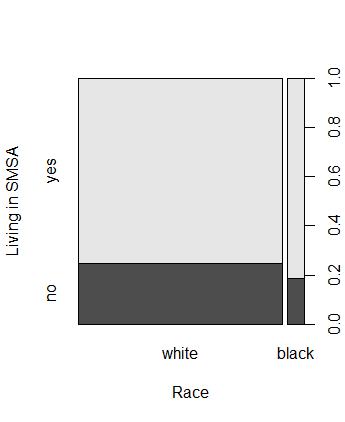 Living in SMSA
yes
no
1.0
0.8
0.6
0.4
0.2
0.0
white
black
Race